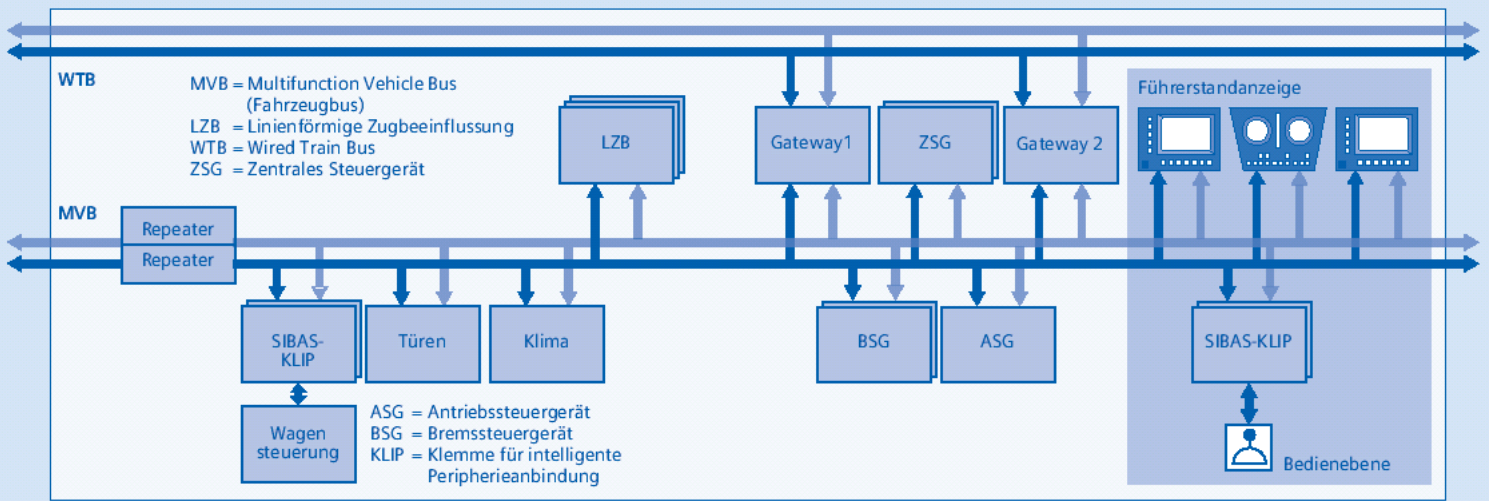 WTB
MVB = Multifunction Vehicle Bus
(Fahrzeugbus)
LZB = Linienförmige Zugbeeinflussung
WTB = Wired Train Bus
ZSG = Zentrales Steuergerät
LZB
Gateway1
ZSG
Gateway 2
Führerstandanzeige
MVB
Repeater
Repeater
SIBAS-
KLIP
Türen
Klima
BSG
ASG
SIBAS-KLIP
Wagen
steuerung
ASG = Antriebssteuergerät
BSG = Bremssteuergerät
KLIP = Klemme für intelligente
Peripherieanbindung
Bedienebene